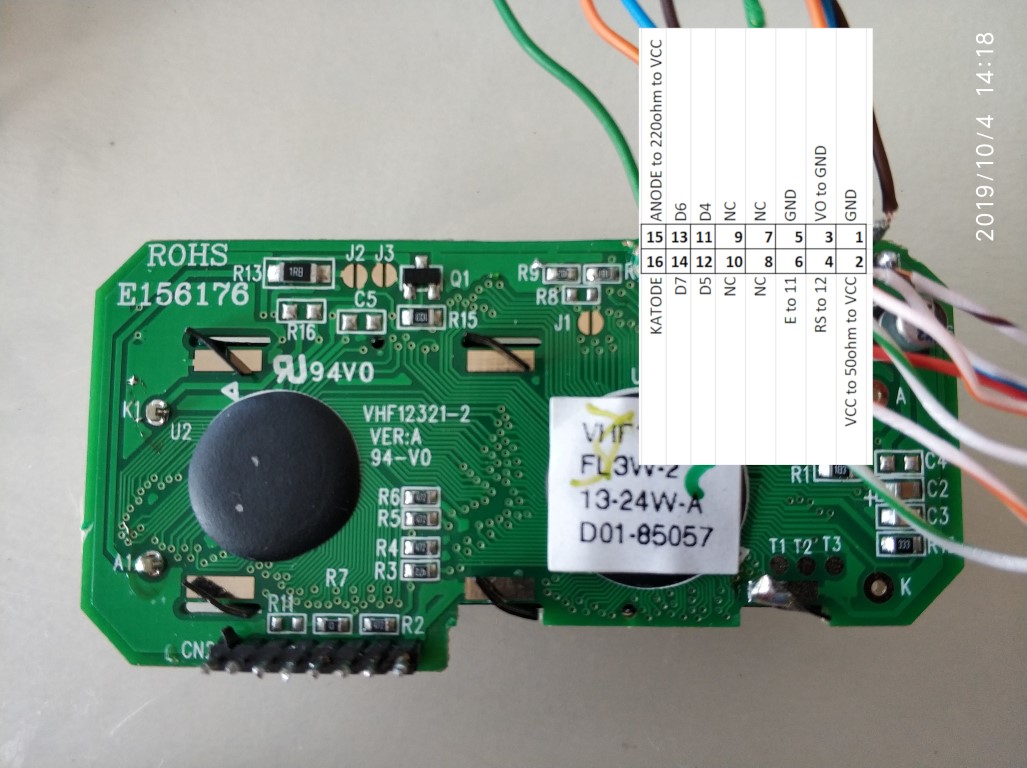 2019/10/4 14:18
ANODE to 220ohm to VCC
D6
D4
NC
NC
GND
VO to GND
GND
15 13 11 9 7 5 3 1
16 14 12 10 8 6 4 2
KATODE
D7
D5
NC
NC
E to 11
RS to 12
VCC to 50ohm to VCC
ROHS
E156176
R13
1R8
J2 J3
Q1
R16
C5
R15
R9
R8
J1
94V0
K1
U2
VHF12321-2
VER:A
94-V0
R6
R5
R4
R3
R7
R11
R2
A1
FL3W-2
13-24W-A
D01-85057
A
R1
C4
C2
C3
333
T1 T2 T3
K